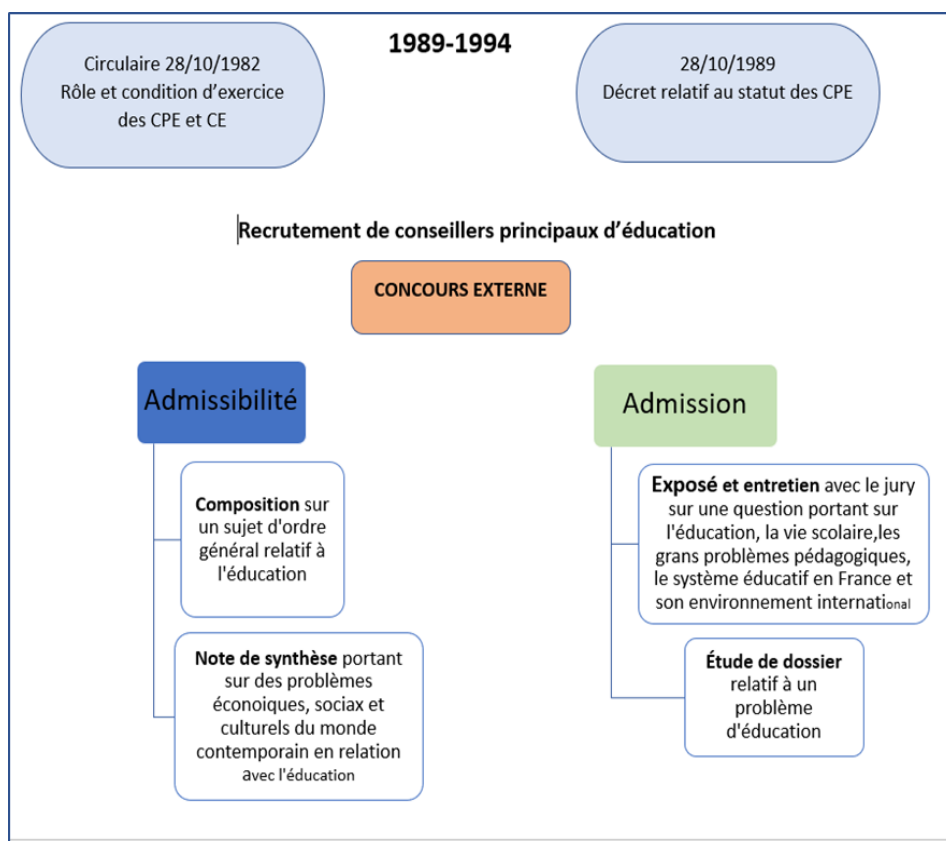 1989-1994
Circulaire 28/10/1982
Rôle et condition d'exercice
des CPE et CE
28/10/1989
Décret relatif au statut des CPE
Recrutement de conseillers principaux d'éducation
CONCOURS EXTERNE
Admissibilité
Composition sur
un sujet d'ordre
général relatif à
l'éducation
Note de synthèse portant
sur des problèmes
éconoiques, sociax et
culturels du monde
contemporain en relation
avec l'éducation
Admission
Exposé et entretien avec le jury
sur une question portant sur
l'éducation, la vie scolaire,les
grans problèmes pédagogiques,
le système éducatif en France et
son environnement international
Étude de dossier
relatif à un
problème
d'éducation